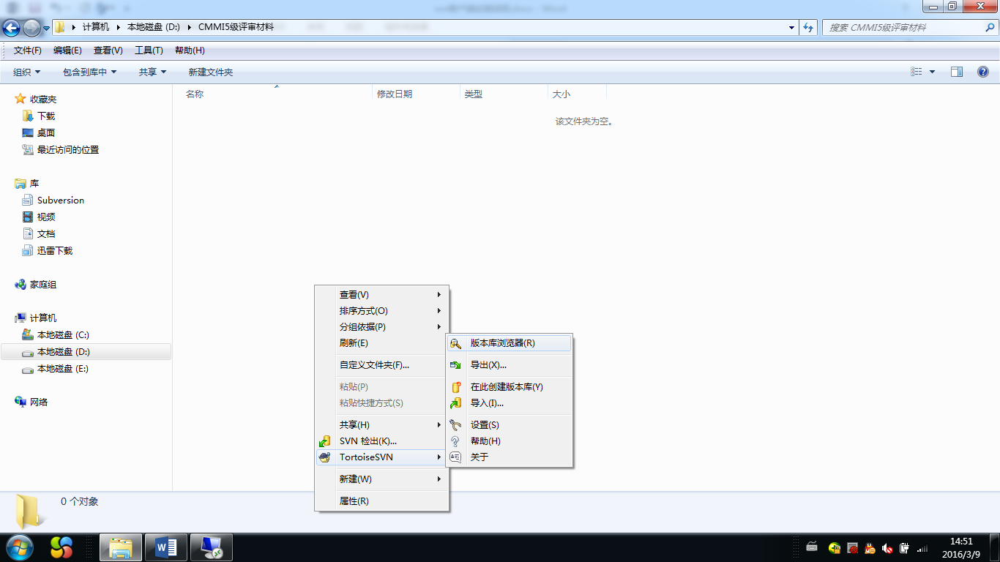 计算机 本地磁盘 (D:) CMMI5级评审材料
搜索 CMMI5级评审材料
文件(F) 编辑(E) 查看(V) 工具(T) 帮助(H)
组织 包含到库中 共享 新建文件夹
收藏夹
下载
桌面
最近访问的位置
库
Subversion
视频
文档
迅雷下载
家庭组
计算机
本地磁盘 (C:)
本地磁盘 (D:)
本地磁盘 (E:)
网络
名称 修改日期 类型 大小
该文件夹为空。
查看(V)
排序方式(O)
分组依据(P)
刷新(E)
自定义文件夹(F)...
粘贴(P)
粘贴快捷方式(S)
共享(H)
SVN 检出(K)...
TortoiseSVN
新建(W)
属性(R)
版本库浏览器(R)
导出(X)...
在此创建版本库(Y)
导入(I)...
设置(S)
帮助(H)
关于
0 个对象
14:51
2016/3/9